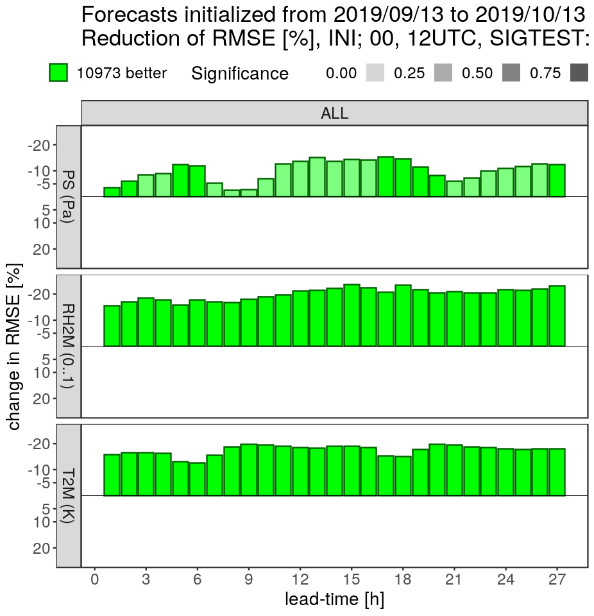 Forecasts initialized from 2019/09/13 to 2019/10/13
Reduction of RMSE [%], INI; 00, 12UTC, SIGTEST:
10973 better Significance 0.00 0.25 0.50 0.75
ALL
-20
-10
-5
5
10
20
PS (Pa)
-20
-10
-5
5
10
20
RH2M (0..1)
-20
-10
-5
5
10
20
T2M (K)
change in RMSE [%]
0 3 6 9 12 15 18 21 24 27
lead-time [h]